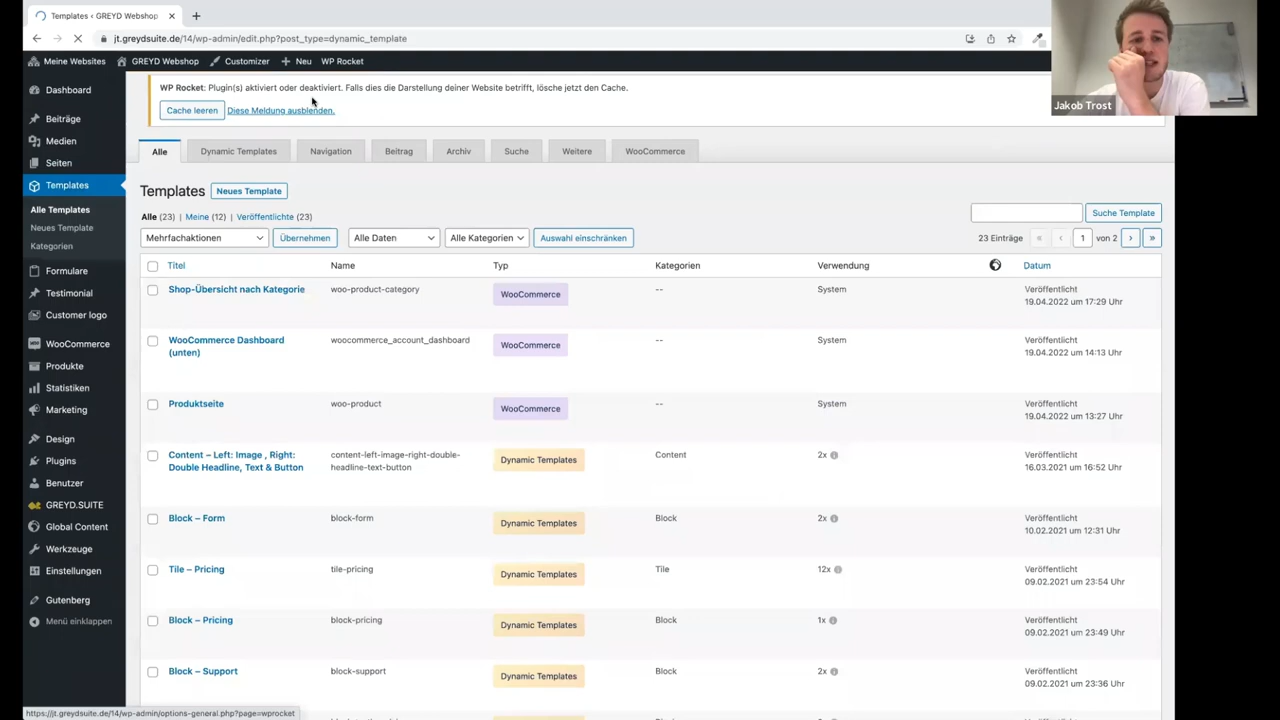 Templates < GREYD Webshop
jt.greydsuite.de/14/wp-admin/edit.php?post_type=dynamic_template
Meine Websites GREYD Webshop Customizer Neu WP Rocket
Jakob Trost
Dashboard
Beiträge
Medien
Seiten
Templates
Alle Templates
Neues Template
Kategorien
Formulare
Testimonial
Customer logo
WooCommerce
Produkte
Statistiken
Marketing
Design
Plugins
Benutzer
GREYD.SUITE
Global Content
Werkzeuge
Einstellungen
Gutenberg
Menü einklappen
WP Rocket: Plugin(s) aktiviert oder deaktiviert. Falls dies die Darstellung deiner Website betrifft, lösche jetzt den Cache.
Cache leeren Diese Meldung ausblenden.
Alle Dynamic Templates Navigation Beitrag Archiv Suche Weitere WooCommerce
Templates Neues Template
Alle (23) | Meine (12) | Veröffentlichte (23)
Suche Template
Mehrfachaktionen Übernehmen Alle Daten Alle Kategorien Auswahl einschränken 23 Einträge « ‹ 1 von 2 › »
Titel Name Typ Kategorien Verwendung Datum
Shop-Übersicht nach Kategorie woo-product-category WooCommerce -- System Veröffentlicht
19.04.2022 um 17:29 Uhr
WooCommerce Dashboard woocommerce_account_dashboard WooCommerce -- System Veröffentlicht
(unten) 19.04.2022 um 14:13 Uhr
Produktseite woo-product WooCommerce -- System Veröffentlicht
19.04.2022 um 13:27 Uhr
Content – Left: Image , Right: content-left-image-right-double- Dynamic Templates Content 2x Veröffentlicht
Double Headline, Text & Button headline-text-button 16.03.2021 um 16:52 Uhr
Block – Form block-form Dynamic Templates Block 2x Veröffentlicht
10.02.2021 um 12:31 Uhr
Tile – Pricing tile-pricing Dynamic Templates Tile 12x Veröffentlicht
09.02.2021 um 23:54 Uhr
Block – Pricing block-pricing Dynamic Templates Block 1x Veröffentlicht
09.02.2021 um 23:49 Uhr
Block – Support block-support Dynamic Templates Block 2x Veröffentlicht
09.02.2021 um 23:36 Uhr
https://jt.greydsuite.de/14/wp-admin/options-general.php?page=wprocket